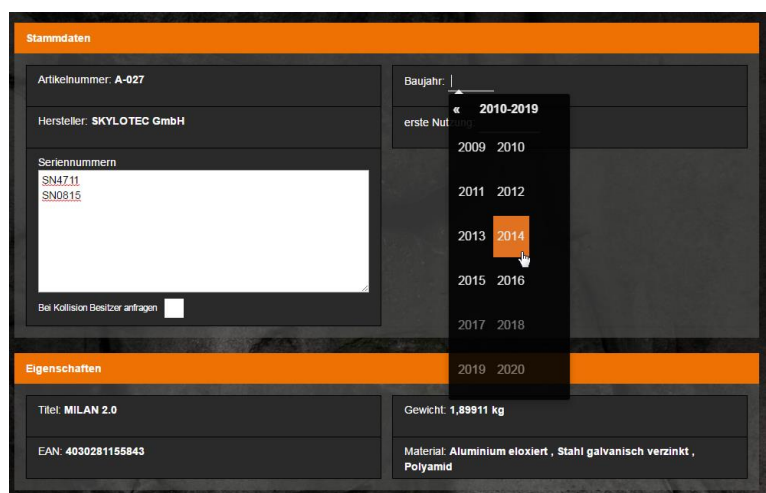 Stammdaten
Artikelnummer: A-027
Hersteller: SKYLOTEC GmbH
Seriennummern
SN4711
SN0815
Bei Kollision Besitzer anfragen
Baujahr:
erste Nutzung:
« 2010-2019
2009 2010
2011 2012
2013 2014
2015 2016
2017 2018
2019 2020
Eigenschaften
Titel: MILAN 2.0
EAN: 4030281155843
Gewicht: 1,89911 kg
Material: Aluminium eloxiert , Stahl galvanisch verzinkt ,
Polyamid